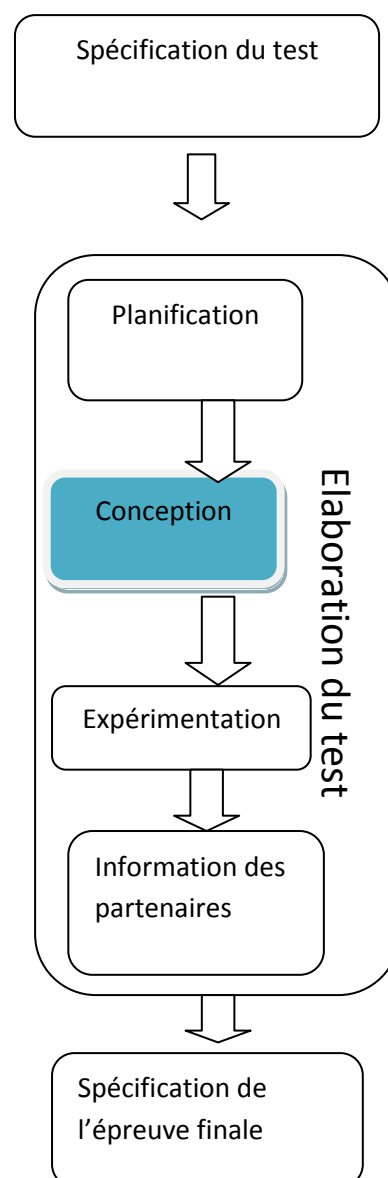 Spécification du test
Planification
Conception
Expérimentation
Information des
partenaires
Elaboration du test
Spécification de
l'épreuve finale